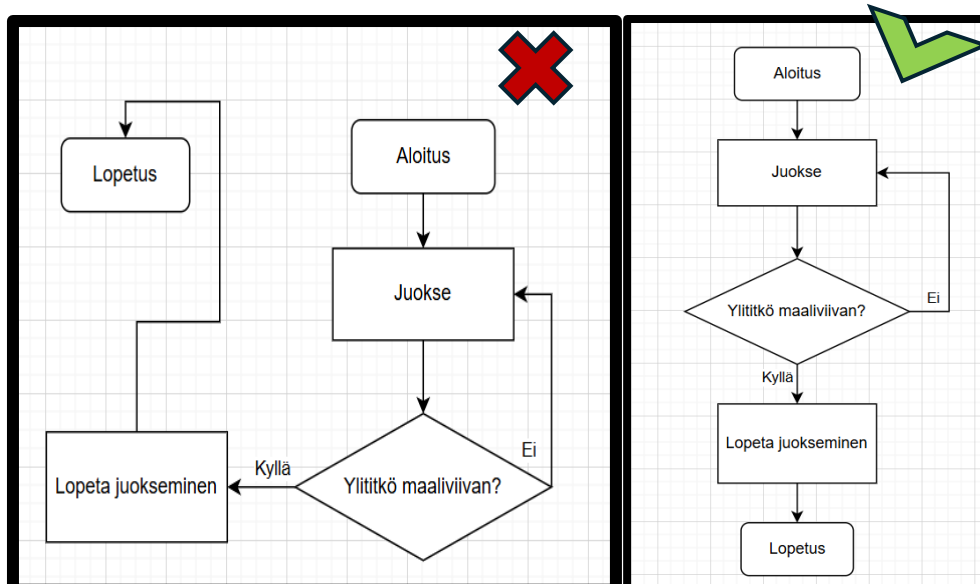 Aloitus
Lopetus
Juokse
Ei
Kyllä
Lopeta juokseminen
Ylititkö maaliviivan?
Aloitus
Juokse
Ei
Ylititkö maaliviivan?
Kyllä
Lopeta juokseminen
Lopetus